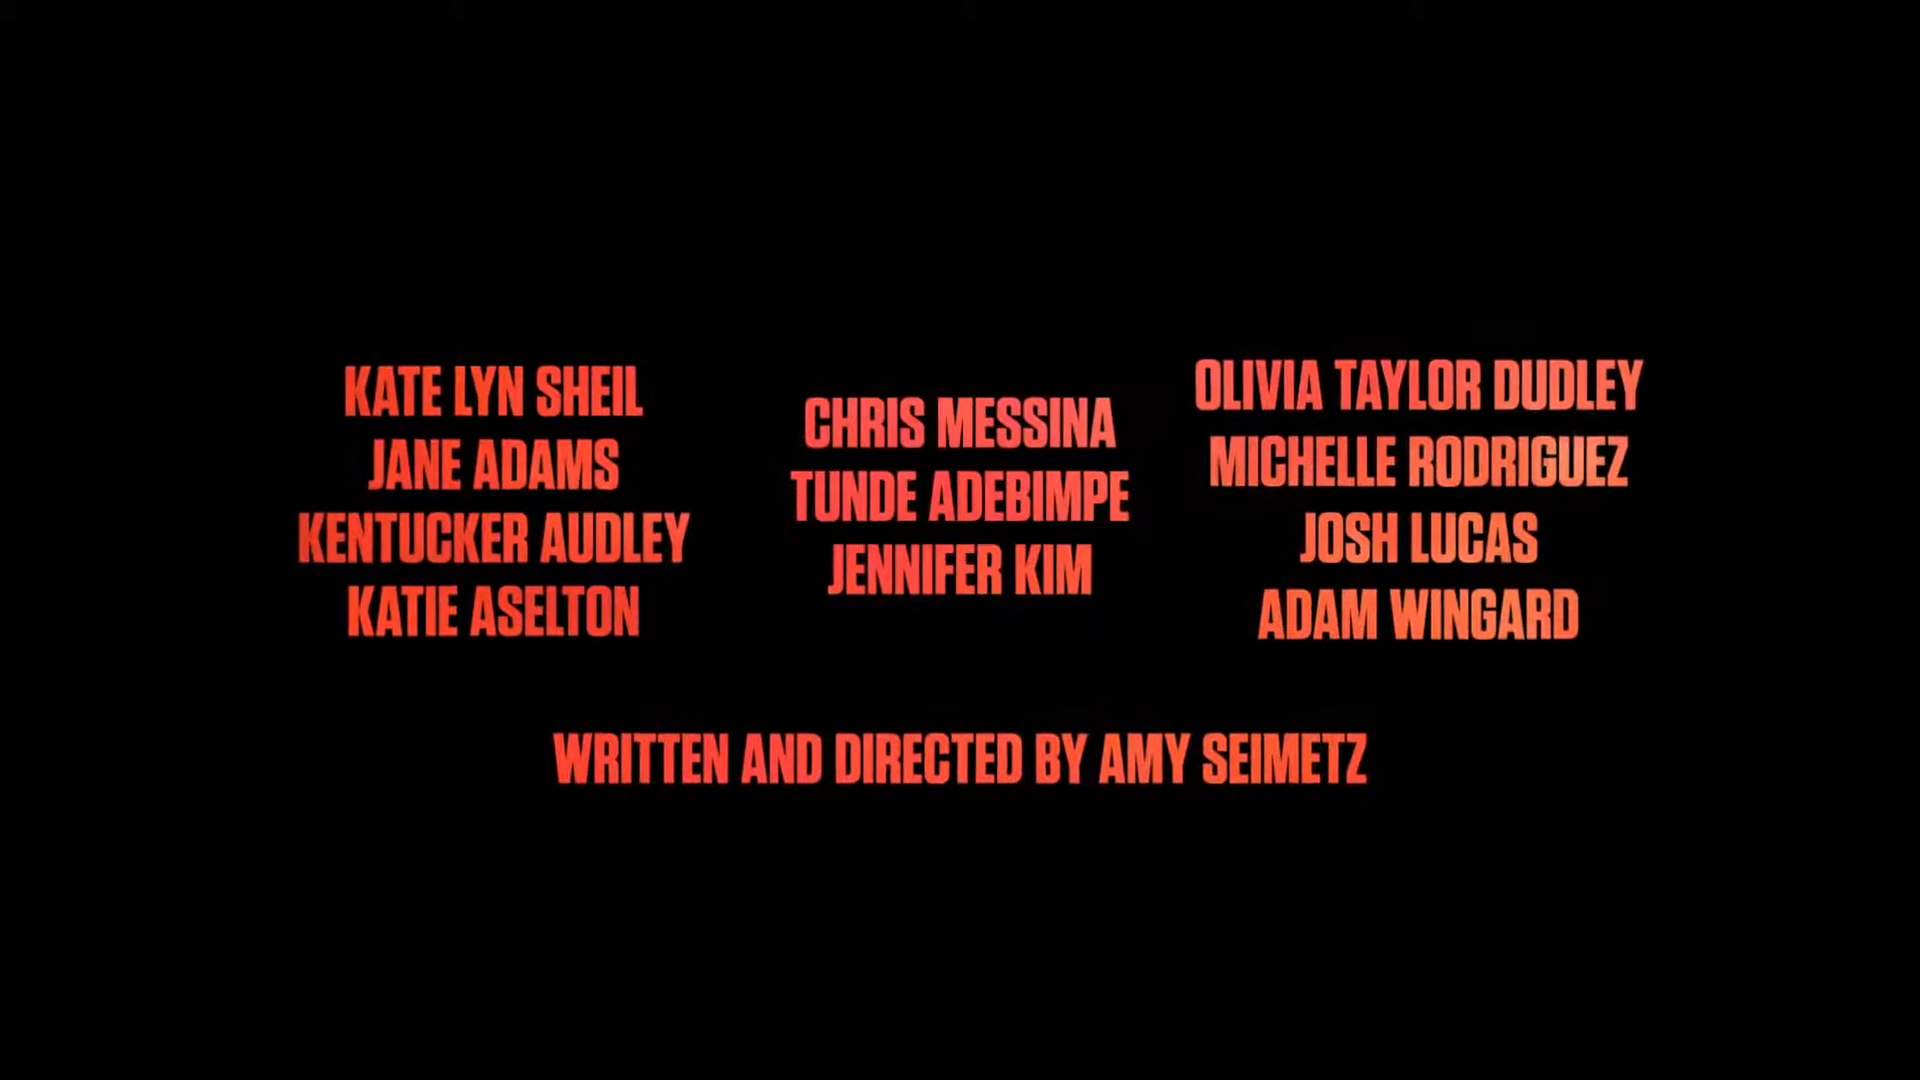 KATE LYN SHEIL
JANE ADAMS
KENTUCKER AUDLEY
KATIE ASELTON
CHRIS MESSINA
TUNDE ADEBIMPE
JENNIFER KIM
OLIVIA TAYLOR DUDLEY
MICHELLE RODRIGUEZ
JOSH LUCAS
ADAM WINGARD
WRITTEN AND DIRECTED BY AMY SEIMETZ